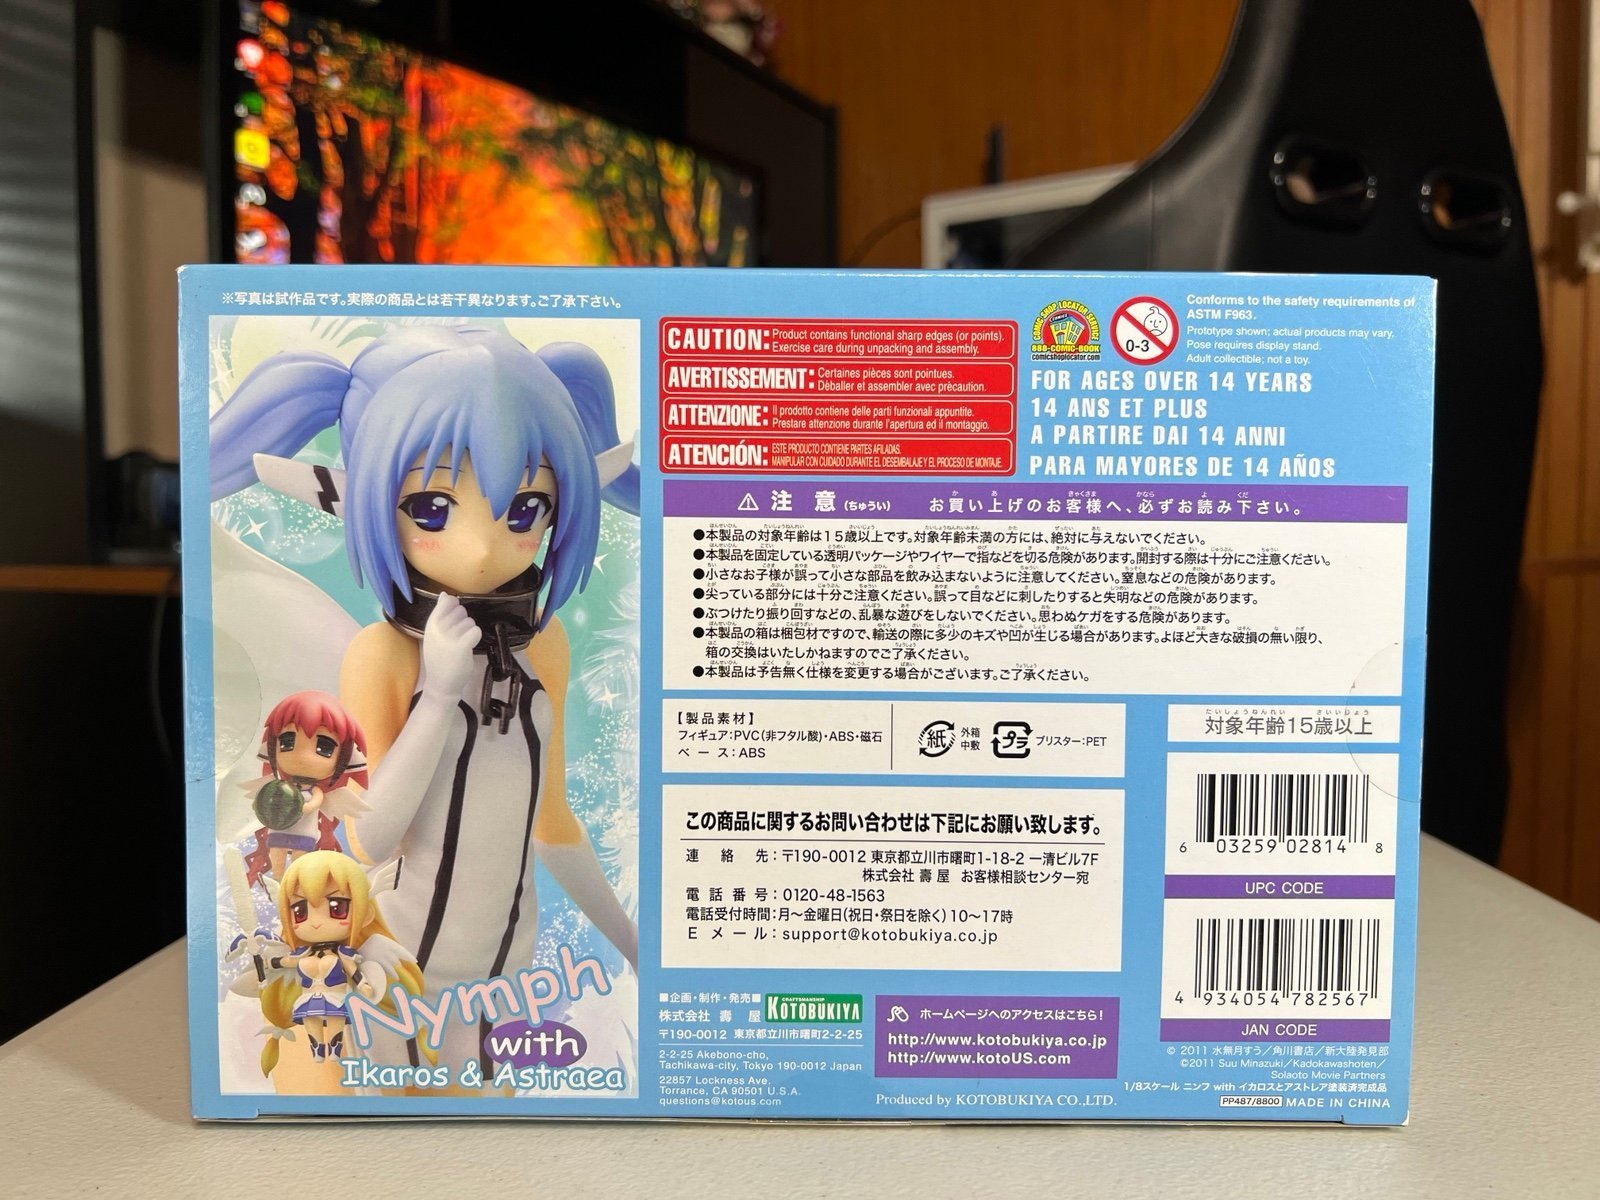 ※写真は試作品です。実際の商品とは若干異なります。ご了承下さい。
Nymph
with
Ikaros & Astraea
CAUTION: Product contains functional sharp edges (or points).
Exercise care during unpacking and assembly.
AVERTISSEMENT: Certaines pièces sont pointues.
Déballer et assembler avec précaution.
ATTENZIONE: Il prodotto contiene delle parti funzionali appuntite.
Prestare attenzione durante l'apertura ed il montaggio.
ATENCIÓN: ESTE PRODUCTO CONTIENE PARTES AFILADAS.
MANIPULAR CON CUIDADO DURANTE EL DESEMBALAJE Y EL PROCESO DE MONTAJE.
COMIC SHOP LOCATOR SERVICE
COMICS
888-COMIC-BOOK
comicshoplocator.com
0-3
Conforms to the safety requirements of
ASTM F963.
Prototype shown; actual products may vary.
Pose requires display stand.
Adult collectible; not a toy.
FOR AGES OVER 14 YEARS
14 ANS ET PLUS
A PARTIRE DAI 14 ANNI
PARA MAYORES DE 14 AÑOS
注意(ちゅうい) お買い上げのお客様へ、必ずお読み下さい。
●本製品の対象年齢は15歳以上です。対象年齢未満の方には、絶対に与えないでください。
●本製品を固定している透明パッケージやワイヤーで指などを切る危険があります。開封する際は十分にご注意ください。
●小さなお子様が誤って小さな部品を飲み込まないように注意してください。窒息などの危険があります。
●尖っている部分には十分ご注意ください。誤って目などに刺したりすると失明などの危険があります。
●ぶつけたり振り回すなどの、乱暴な遊びをしないでください。思わぬケガをする危険があります。
●本製品の箱は梱包材ですので、輸送の際に多少のキズや凹が生じる場合があります。よほど大きな破損の無い限り、
箱の交換はいたしかねますのでご了承ください。
●本製品は予告無く仕様を変更する場合がございます。ご了承ください。
【製品素材】
フィギュア:PVC(非フタル酸)・ABS・磁石
ベース:ABS
紙 外箱
中敷
プラ ブリスター:PET
たいしょうねんれい さいいじょう
対象年齢15歳以上
この商品に関するお問い合わせは下記にお願い致します。
連絡先:〒190-0012 東京都立川市曙町1-18-2 一清ビル7F
株式会社 壽屋 お客様相談センター宛
電話番号:0120-48-1563
電話受付時間:月～金曜日(祝日・祭日を除く)10～17時
Eメール:support@kotobukiya.co.jp
6 03259 02814 8
UPC CODE
4 934054 782567
JAN CODE
■企画・制作・発売■
CRAFTSMANSHIP
KOTOBUKIYA
株式会社 壽屋
〒190-0012 東京都立川市曙町2-2-25
2-2-25 Akebono-cho,
Tachikawa-city, Tokyo 190-0012 Japan
22857 Lockness Ave.
Torrance, CA 90501 U.S.A.
questions@kotous.com
ホームページへのアクセスはこちら!
http://www.kotobukiya.co.jp
http://www.kotoUS.com
Produced by KOTOBUKIYA CO.,LTD.
© 2011 水無月すう/角川書店/新大陸発見部
©2011 Suu Minazuki/Kadokawashoten/
Solaoto Movie Partners
1/8スケール ニンフ with イカロスとアストレア塗装済完成品
PP487/8800 MADE IN CHINA